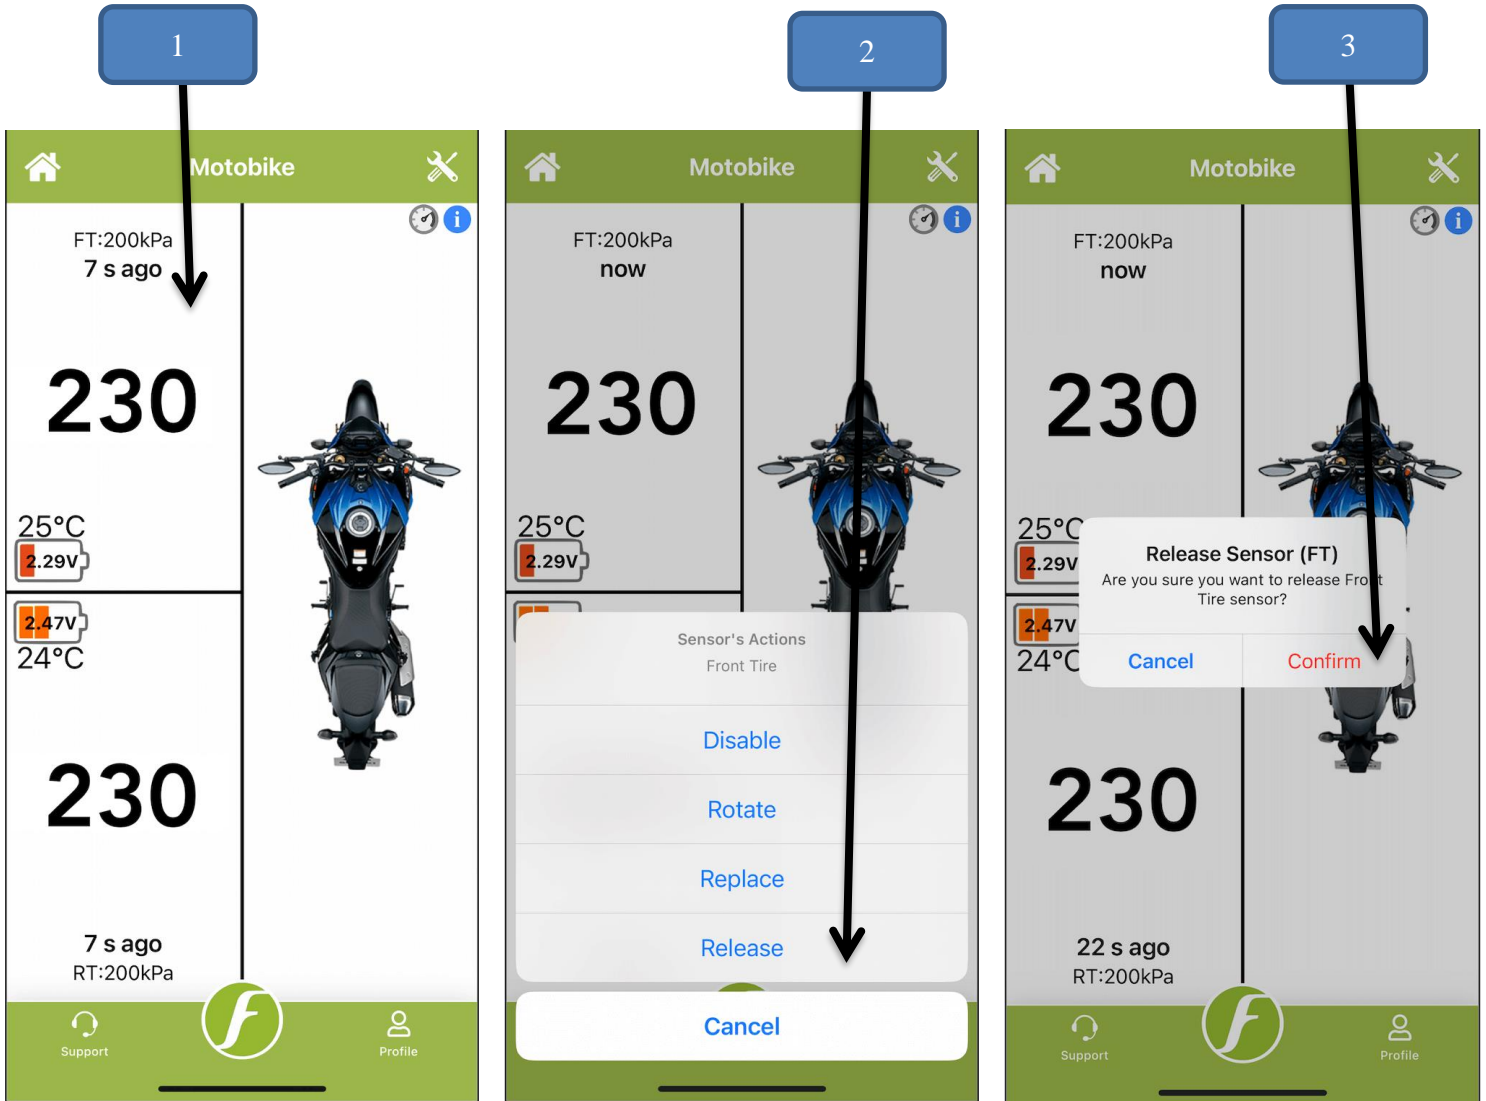 1
2
3
Motobike
FT:200kPa
7 s ago
230
25°C
2.29V
2.47V
24°C
230
7 s ago
RT:200kPa
Support
Profile
Motobike
FT:200kPa
now
230
25°C
2.29V
Sensor's Actions
Front Tire
Disable
Rotate
Replace
Release
Cancel
Motobike
FT:200kPa
now
230
25°C
2.29V
Release Sensor (FT)
Are you sure you want to release Front
Tire sensor?
Cancel
Confirm
2.47V
24°C
230
22 s ago
RT:200kPa
Support
Profile